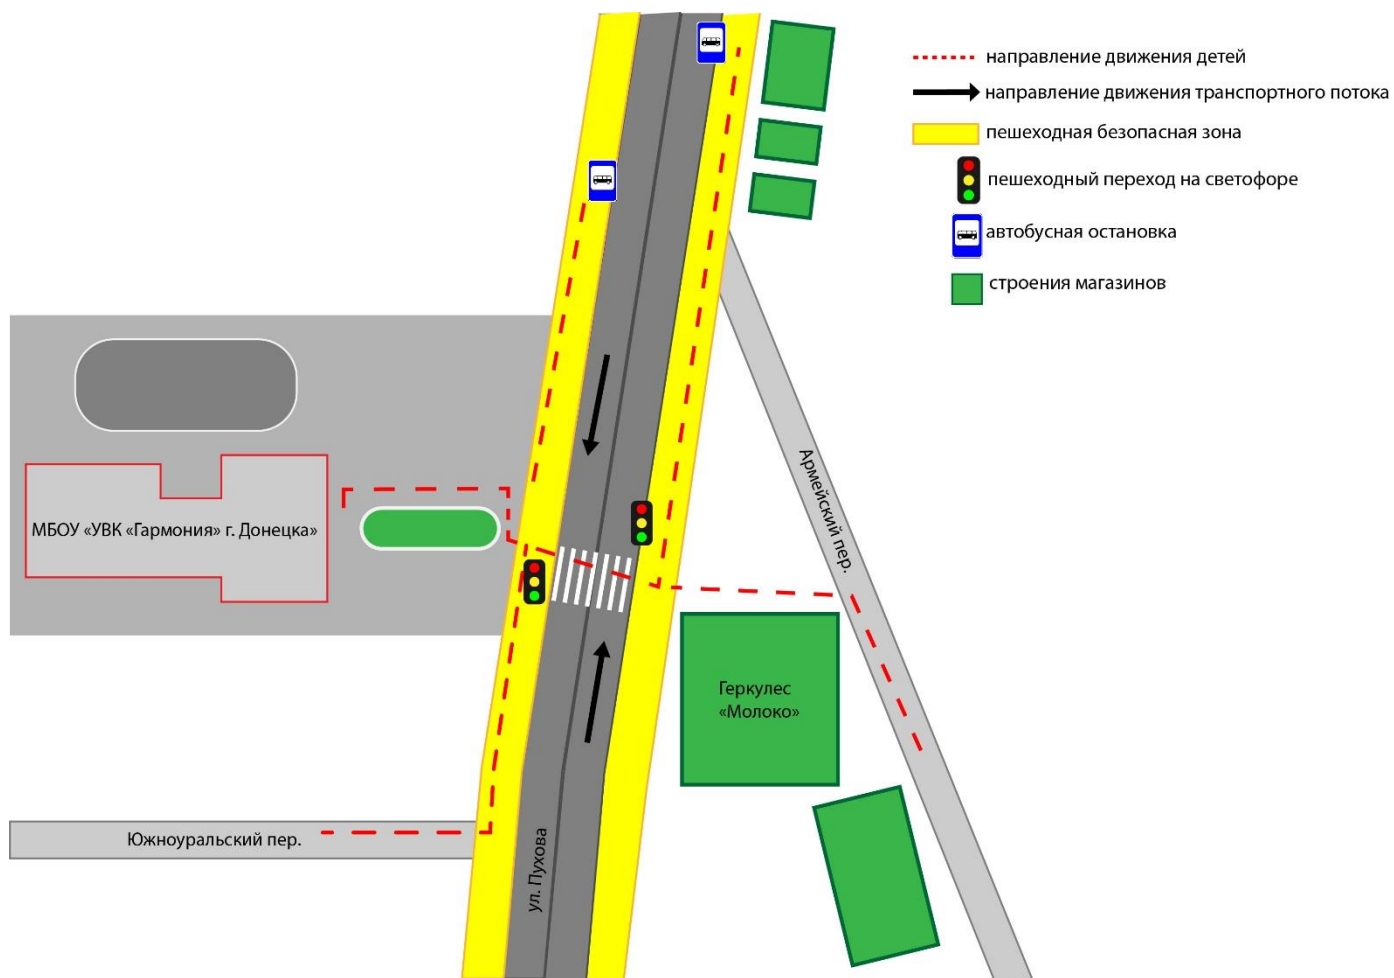 направление движения детей
направление движения транспортного потока
пешеходная безопасная зона
пешеходный переход на светофоре
автобусная остановка
строения магазинов
Армейский пер.
МБОУ «УВК «Гармония» г. Донецка»
Геркулес
«Молоко»
Южноуральский пер.
ул. Пухова